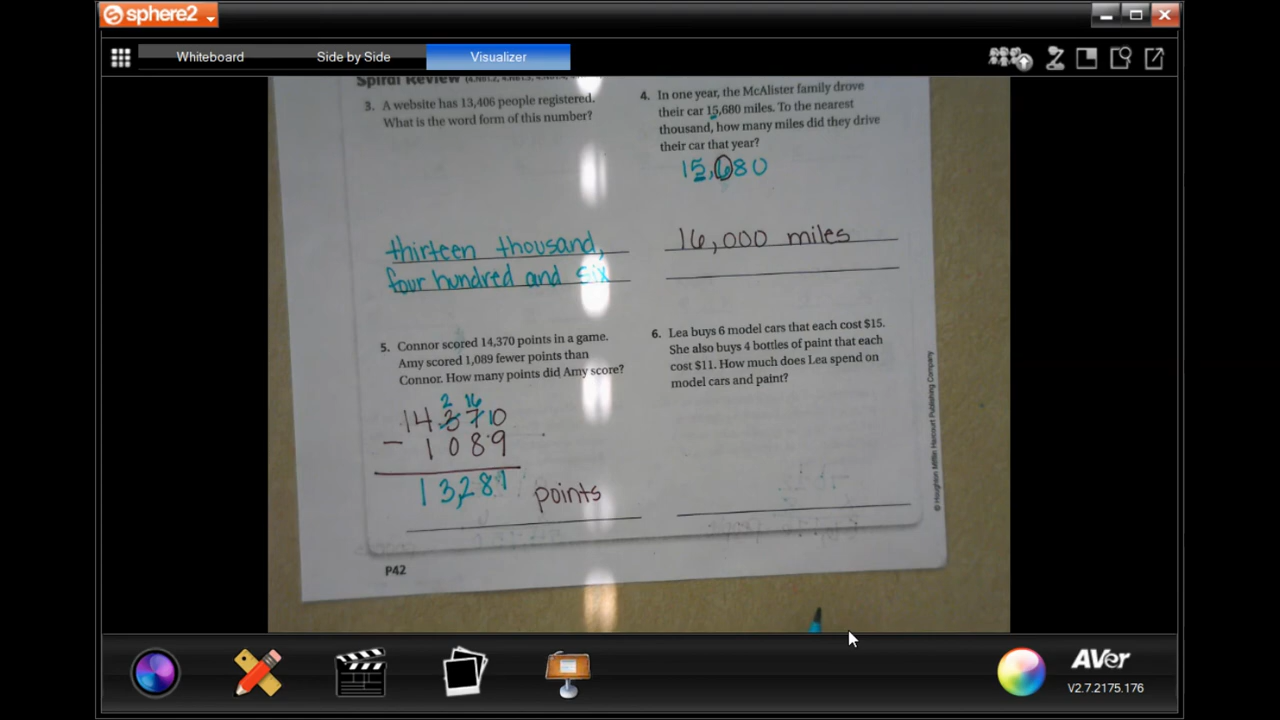 sphere2
Whiteboard
Side by Side
Visualizer
Spiral Review
3. A website has 13,406 people registered.
What is the word form of this number?
thirteen thousand,
four hundred and six
4. In one year, the McAlister family drove
their car 15,680 miles. To the nearest
thousand, how many miles did they drive
their car that year?
15,680
16,000 miles
5. Connor scored 14,370 points in a game.
Amy scored 1,089 fewer points than
Connor. How many points did Amy score?
2 16
14,3710
- 1089
13,281 points
6. Lea buys 6 model cars that each cost $15.
She also buys 4 bottles of paint that each
cost $11. How much does Lea spend on
model cars and paint?
© Houghton Mifflin Harcourt Publishing Company
P42
AVer
V2.7.2175.176